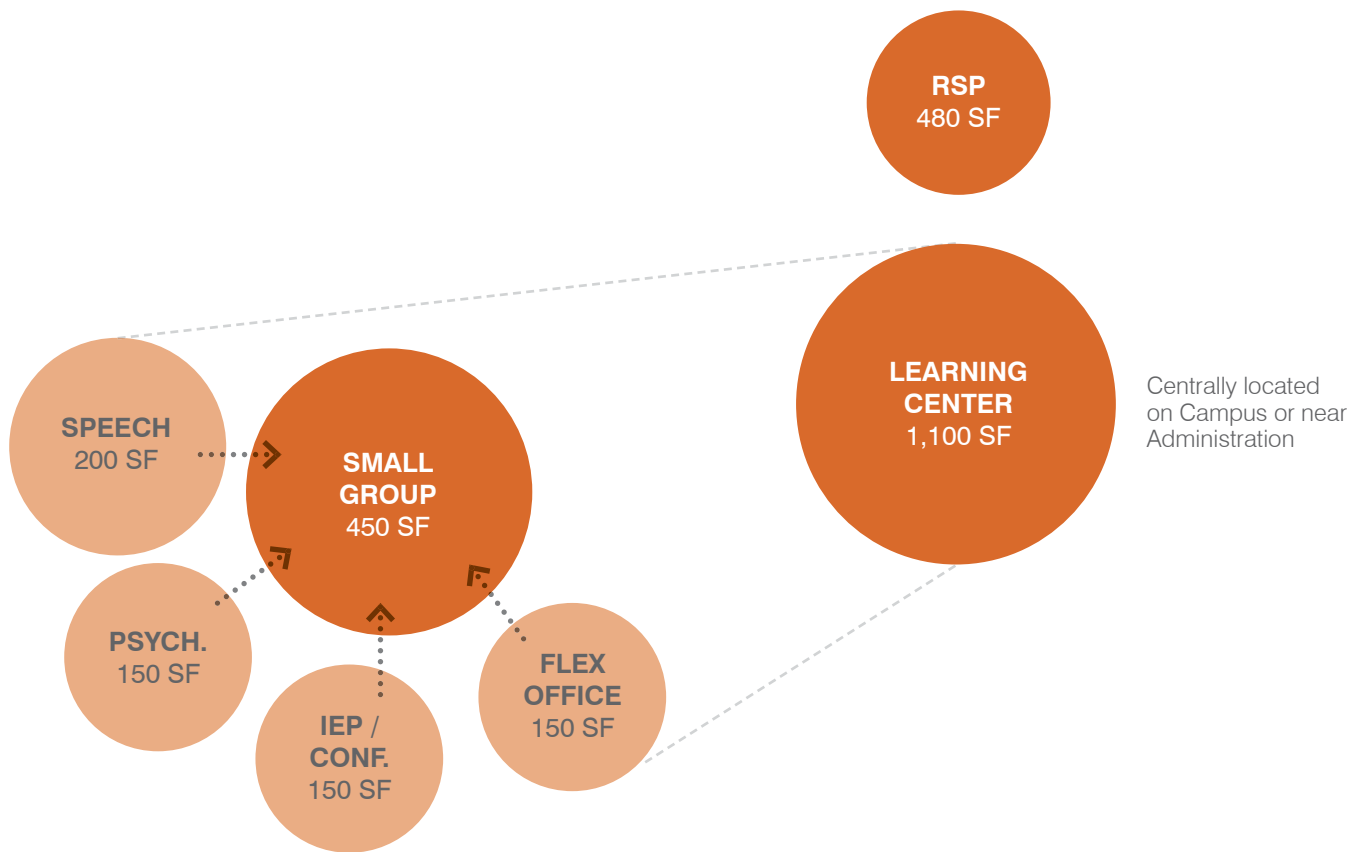 RSP
480 SF
LEARNING
CENTER
1,100 SF
Centrally located
on Campus or near
Administration
SPEECH
200 SF
SMALL
GROUP
450 SF
PSYCH.
150 SF
IEP /
CONF.
150 SF
FLEX
OFFICE
150 SF